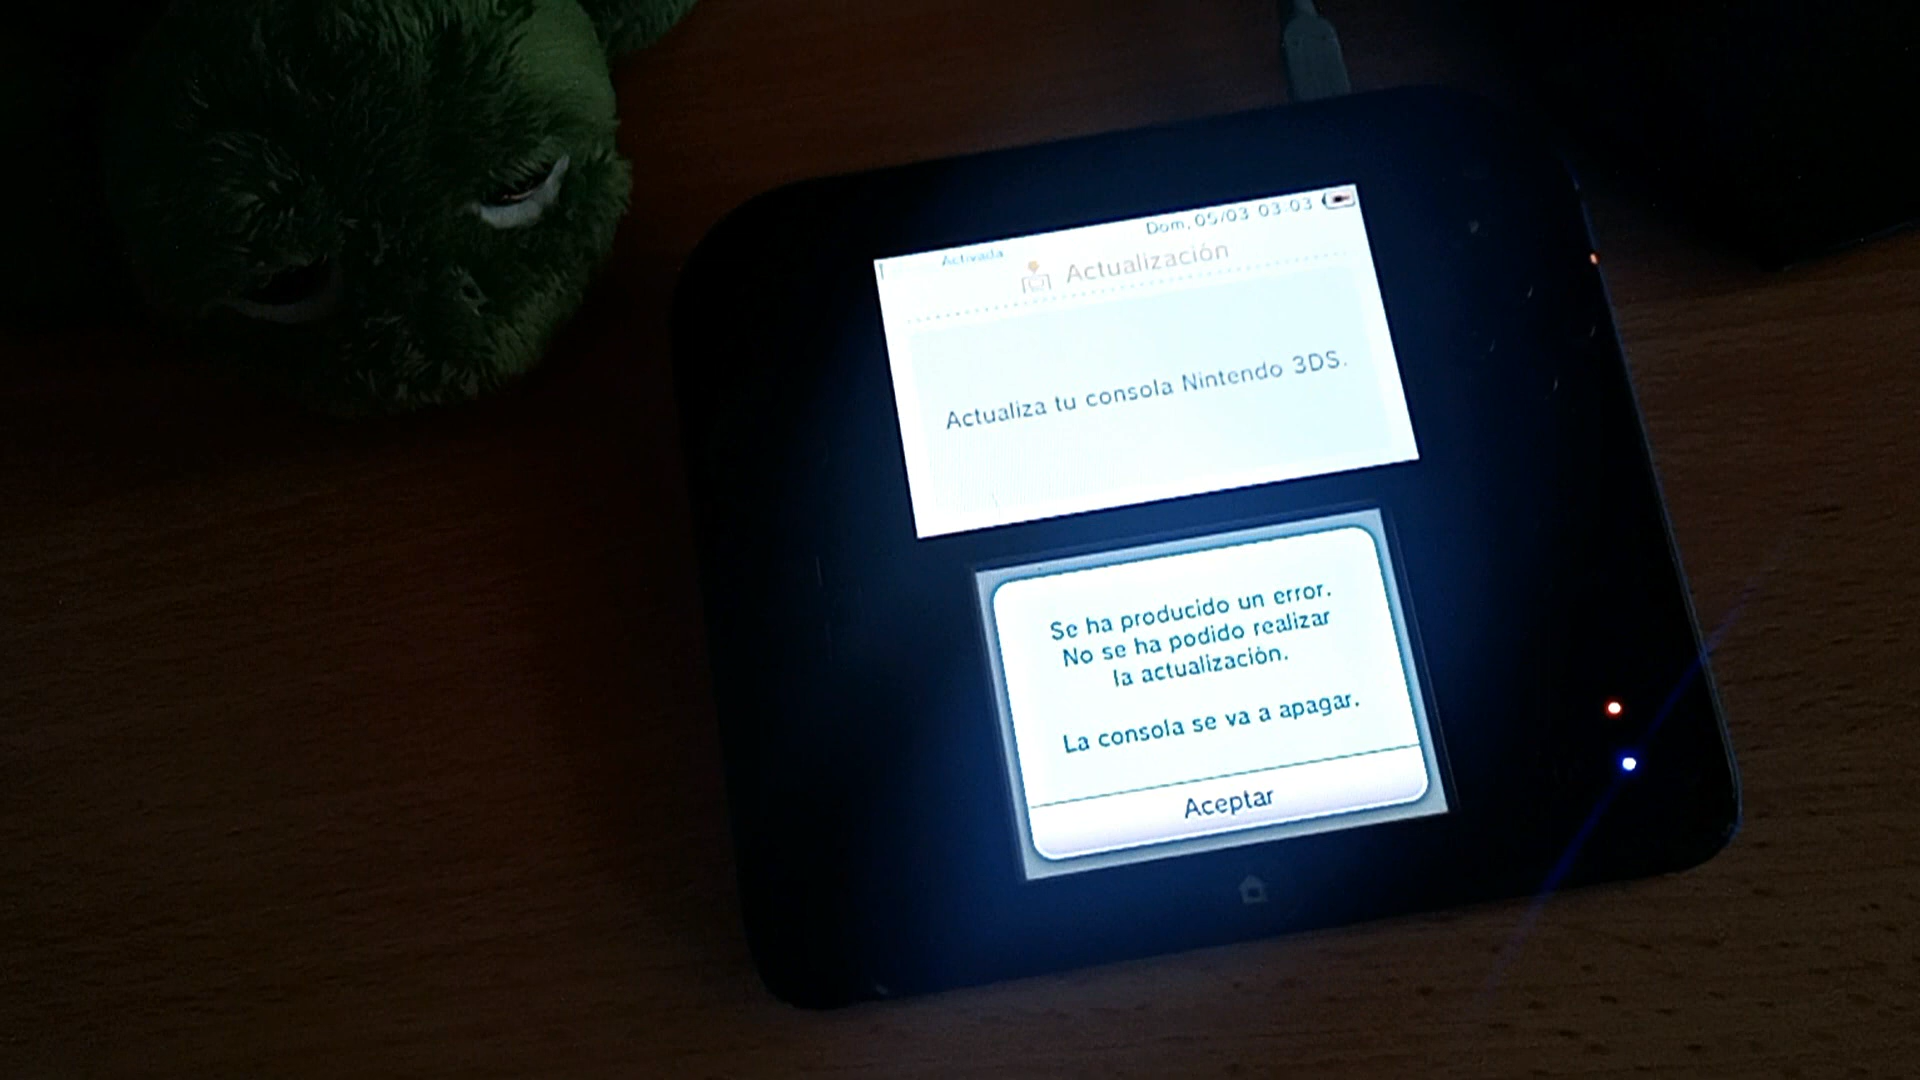 Dom. 05/03 03:03
Activada
Actualización
Actualiza tu consola Nintendo 3DS.
Se ha producido un error.
No se ha podido realizar
la actualización.
La consola se va a apagar.
Aceptar